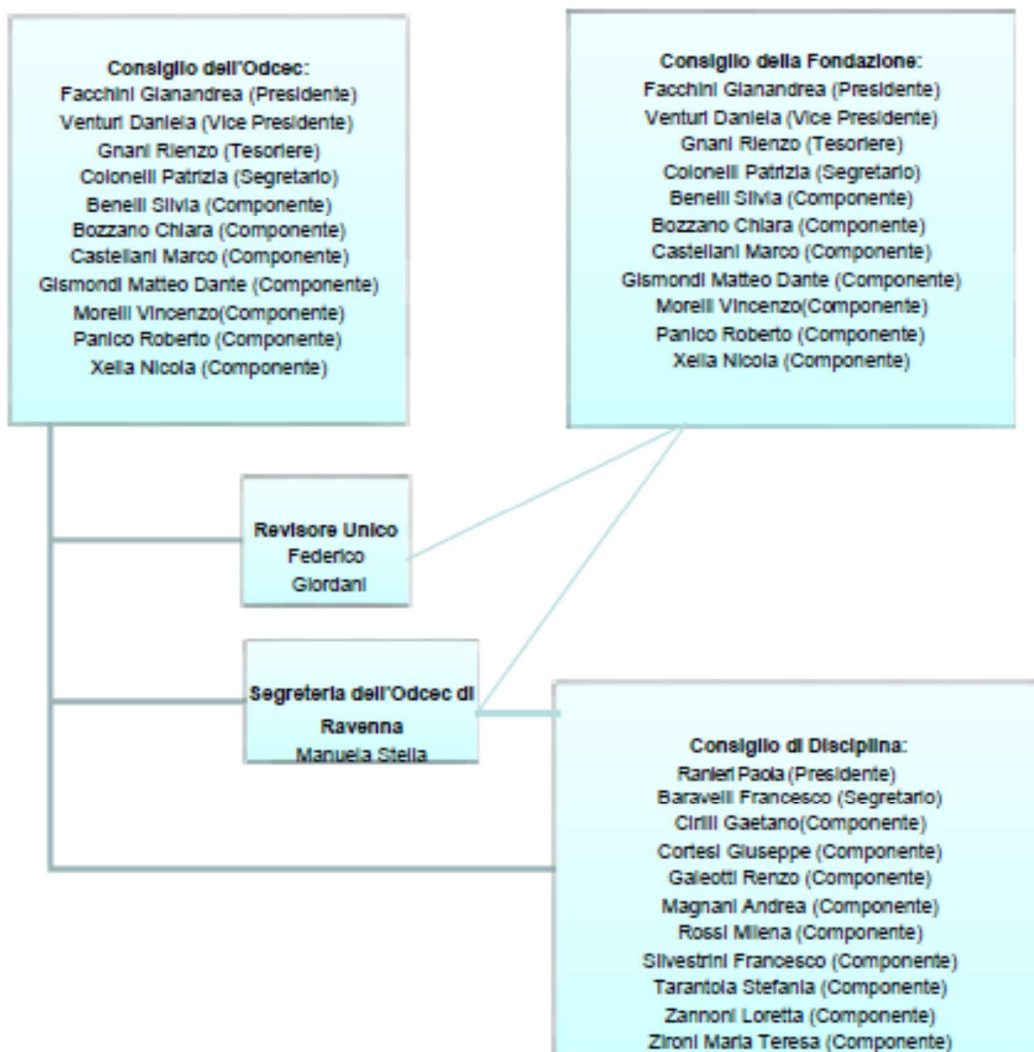 Consiglio dell'Odcec:
Facchini Gianandrea (Presidente)
Venturi Daniela (Vice Presidente)
Gnani Rienzo (Tesoriere)
Colonelli Patrizia (Segretario)
Benelli Silvia (Componente)
Bozzano Chiara (Componente)
Castellani Marco (Componente)
Gismondi Matteo Dante (Componente)
Morelli Vincenzo(Componente)
Panico Roberto (Componente)
Xella Nicola (Componente)
Consiglio della Fondazione:
Facchini Gianandrea (Presidente)
Venturi Daniela (Vice Presidente)
Gnani Rienzo (Tesoriere)
Colonelli Patrizia (Segretario)
Benelli Silvia (Componente)
Bozzano Chiara (Componente)
Castellani Marco (Componente)
Gismondi Matteo Dante (Componente)
Morelli Vincenzo(Componente)
Panico Roberto (Componente)
Xella Nicola (Componente)
Revisore Unico
Federico
Giordani
Segreteria dell'Odcec di
Ravenna
Manuela Stella
Consiglio di Disciplina:
Ranieri Paola (Presidente)
Baravelli Francesco (Segretario)
Cirilli Gaetano(Componente)
Cortesi Giuseppe (Componente)
Galeotti Renzo (Componente)
Magnani Andrea (Componente)
Rossi Milena (Componente)
Silvestrini Francesco (Componente)
Tarantola Stefania (Componente)
Zannoni Loretta (Componente)
Zironi Maria Teresa (Componente)